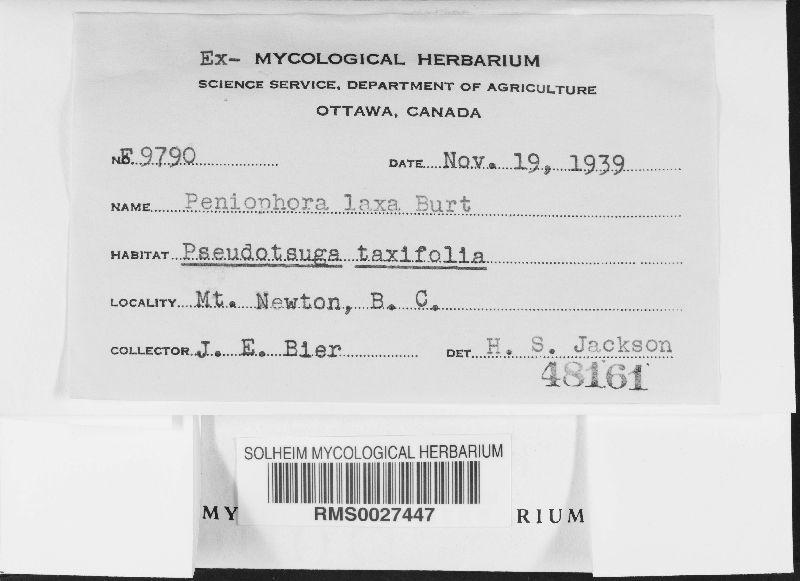 Ex- MYCOLOGICAL HERBARIUM
SCIENCE SERVICE, DEPARTMENT OF AGRICULTURE
OTTAWA, CANADA
No. F 9790 DATE Nov. 19, 1939
NAME Peniophora laxa Burt
HABITAT Pseudotsuga taxifolia
LOCALITY Mt. Newton, B. C.
COLLECTOR J. E. Bier DET. H. S. Jackson
48161
SOLHEIM MYCOLOGICAL HERBARIUM
RMS0027447
MY RIUM